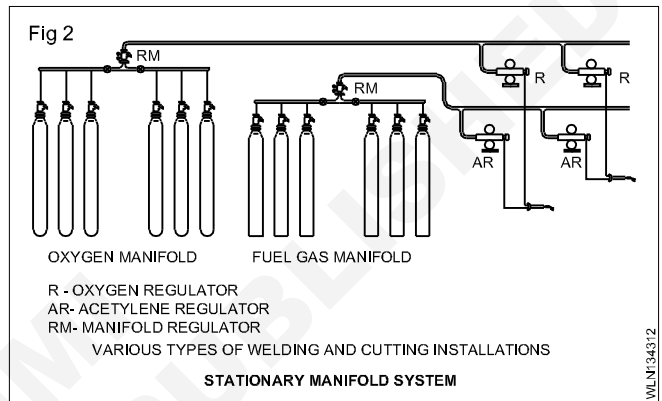 Fig 2
RM
R
R
RM
AR
AR
OXYGEN MANIFOLD
FUEL GAS MANIFOLD
R - OXYGEN REGULATOR
AR- ACETYLENE REGULATOR
RM- MANIFOLD REGULATOR
VARIOUS TYPES OF WELDING AND CUTTING INSTALLATIONS
STATIONARY MANIFOLD SYSTEM
WLN134312